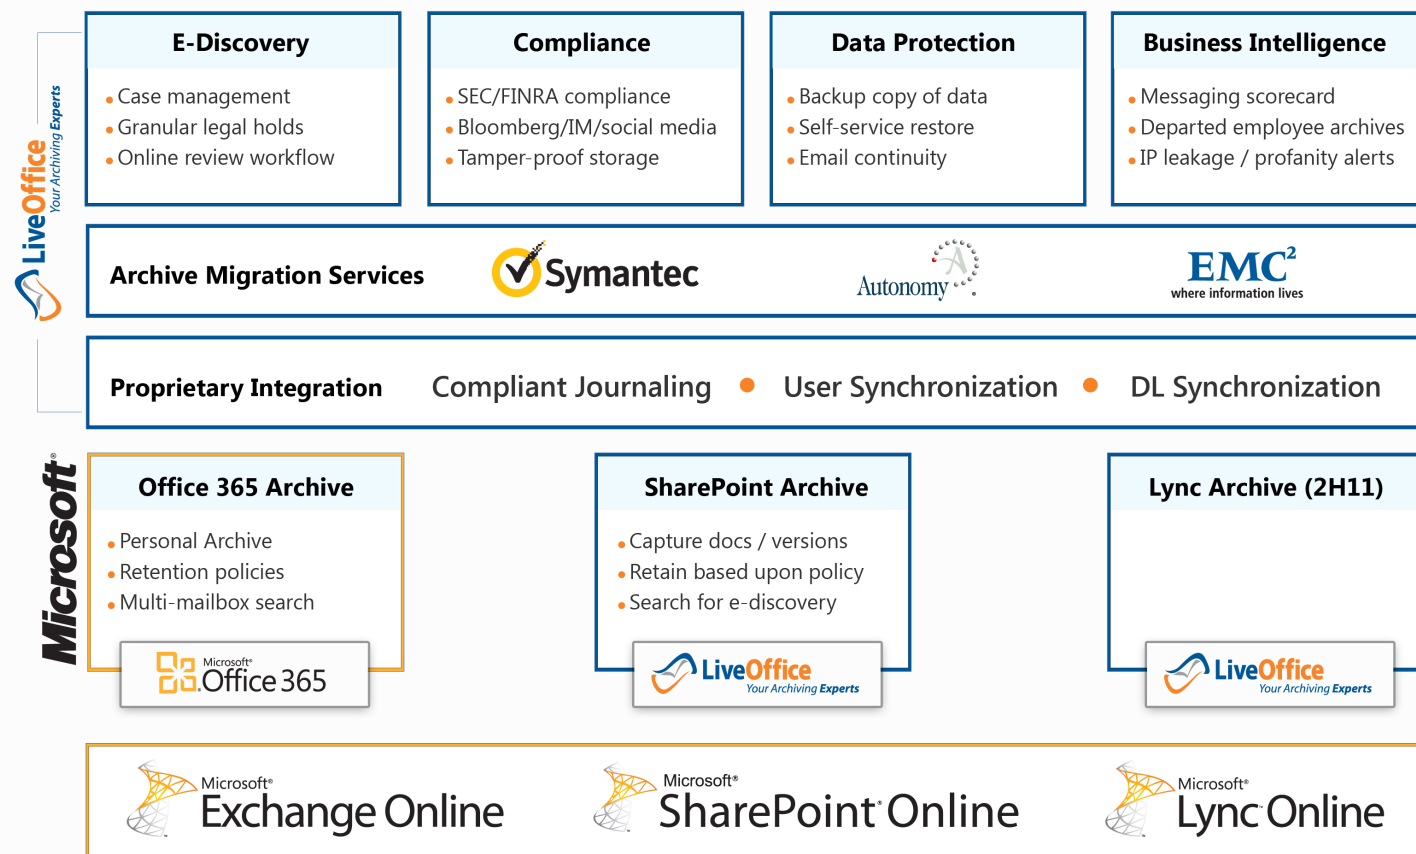 E-Discovery
• Case management
• Granular legal holds
• Online review workflow
Compliance
• SEC/FINRA compliance
• Bloomberg/IM/social media
• Tamper-proof storage
Data Protection
• Backup copy of data
• Self-service restore
• Email continuity
Business Intelligence
• Messaging scorecard
• Departed employee archives
• IP leakage / profanity alerts
LiveOffice
Your Archiving Experts
Archive Migration Services
Symantec
Autonomy
EMC²
where information lives
Proprietary Integration
Compliant Journaling • User Synchronization • DL Synchronization
Microsoft®
Office 365 Archive
• Personal Archive
• Retention policies
• Multi-mailbox search
Microsoft®
Office 365
SharePoint Archive
• Capture docs / versions
• Retain based upon policy
• Search for e-discovery
LiveOffice
Your Archiving Experts
Lync Archive (2H11)
LiveOffice
Your Archiving Experts
Microsoft®
Exchange Online
Microsoft®
SharePoint® Online
Microsoft®
Lync™ Online